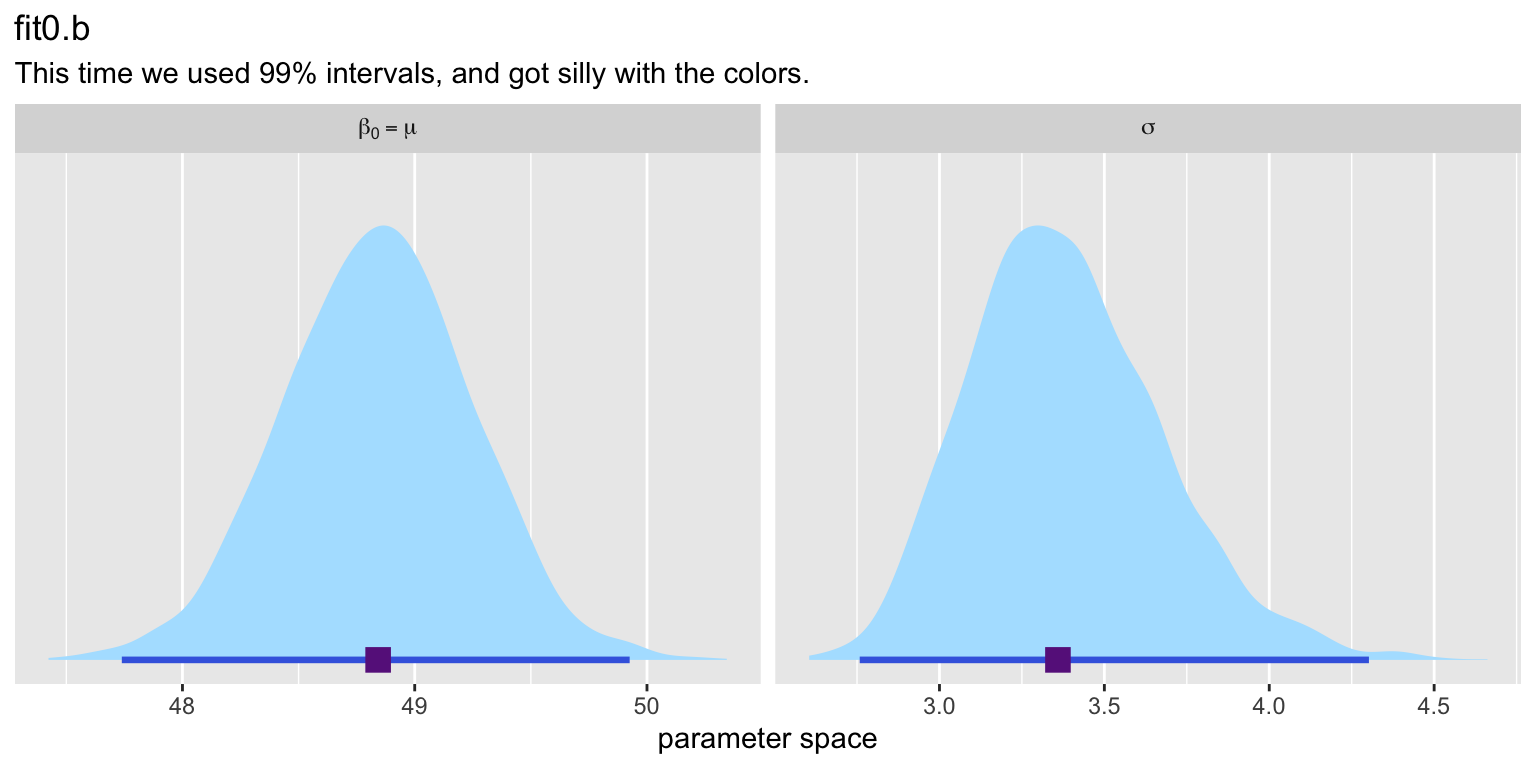 fit0.b
This time we used 99% intervals, and got silly with the colors.
β₀ = μ
σ
48 49 50
3.0 3.5 4.0 4.5
parameter space